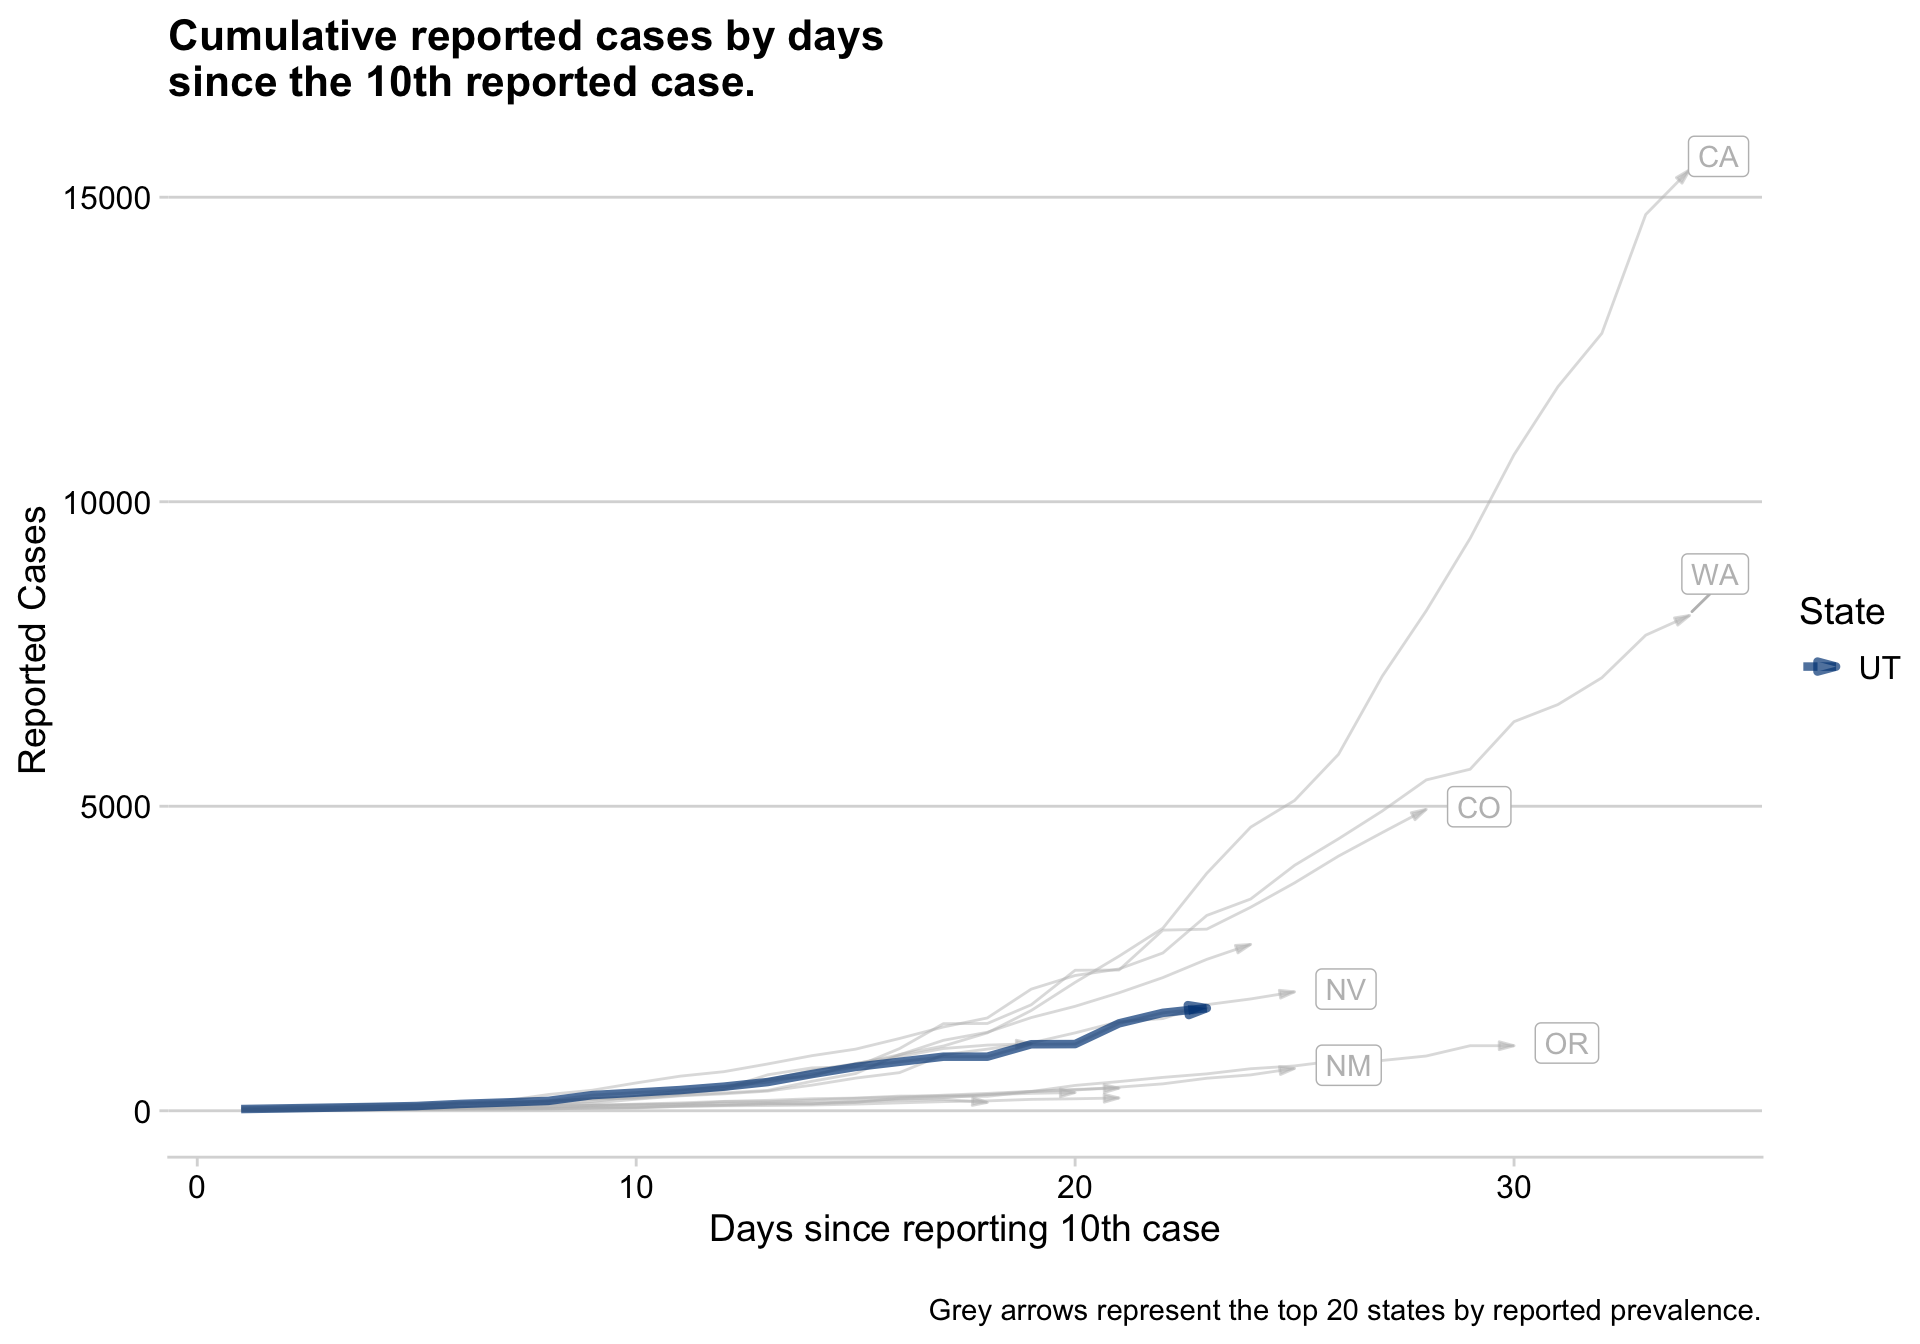 Cumulative reported cases by days
since the 10th reported case.
CA
15000
10000
WA
State
UT
5000
CO
NV
OR
NM
0
Reported Cases
0 10 20 30
Days since reporting 10th case
Grey arrows represent the top 20 states by reported prevalence.